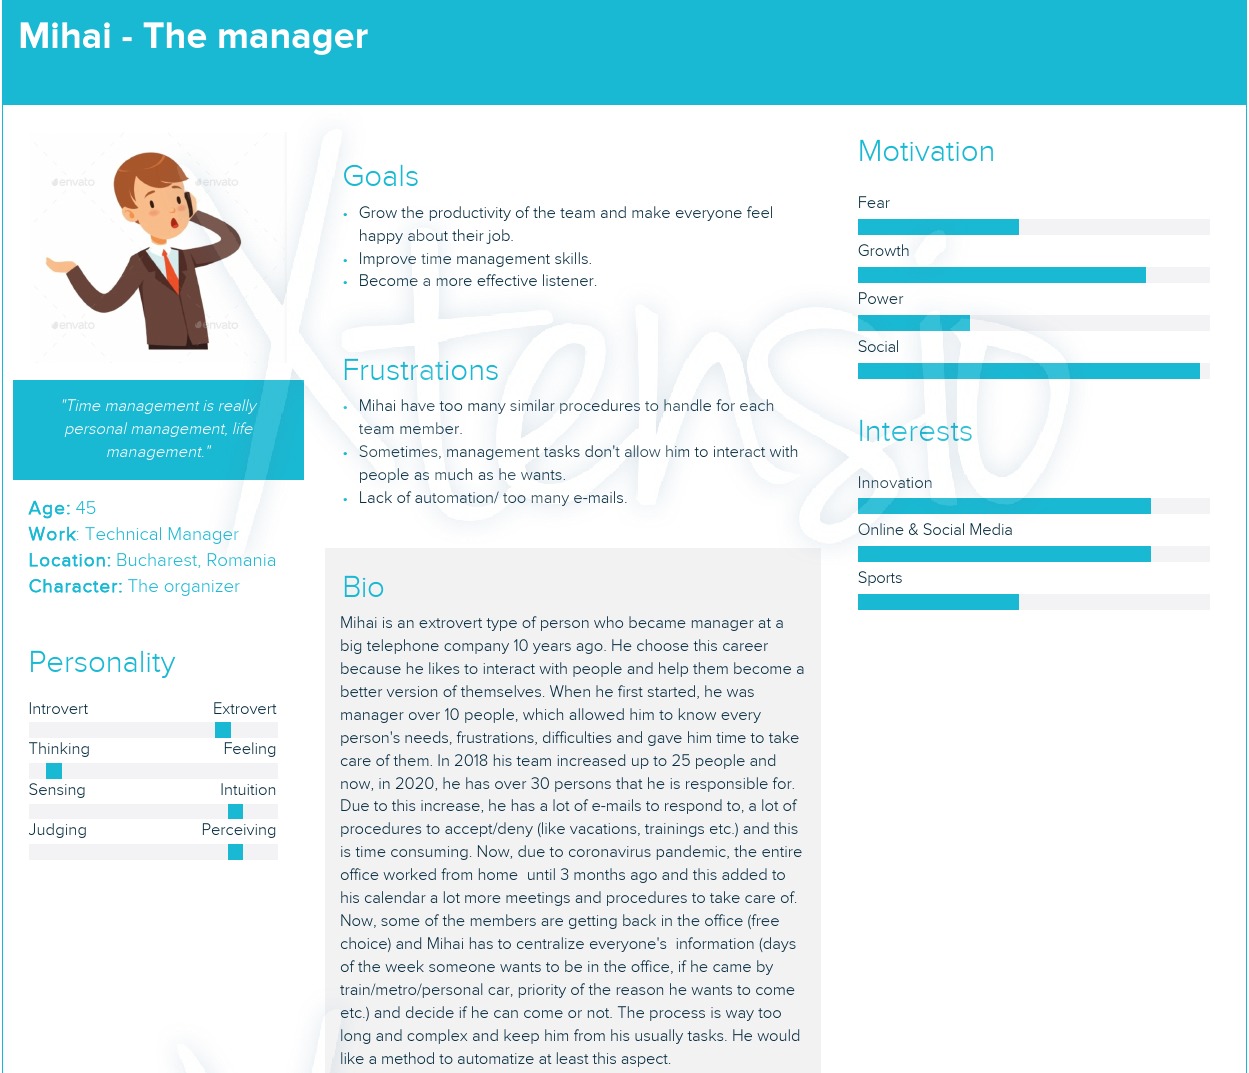 Mihai - The manager
envato
envato
envato
envato
"Time management is really
personal management, life
management."
Age: 45
Work: Technical Manager
Location: Bucharest, Romania
Character: The organizer
Personality
Introvert Extrovert
Thinking Feeling
Sensing Intuition
Judging Perceiving
Goals
• Grow the productivity of the team and make everyone feel
happy about their job.
• Improve time management skills.
• Become a more effective listener.
Frustrations
• Mihai have too many similar procedures to handle for each
team member.
• Sometimes, management tasks don't allow him to interact with
people as much as he wants.
• Lack of automation/ too many e-mails.
Bio
Mihai is an extrovert type of person who became manager at a
big telephone company 10 years ago. He choose this career
because he likes to interact with people and help them become a
better version of themselves. When he first started, he was
manager over 10 people, which allowed him to know every
person's needs, frustrations, difficulties and gave him time to take
care of them. In 2018 his team increased up to 25 people and
now, in 2020, he has over 30 persons that he is responsible for.
Due to this increase, he has a lot of e-mails to respond to, a lot of
procedures to accept/deny (like vacations, trainings etc.) and this
is time consuming. Now, due to coronavirus pandemic, the entire
office worked from home  until 3 months ago and this added to
his calendar a lot more meetings and procedures to take care of.
Now, some of the members are getting back in the office (free
choice) and Mihai has to centralize everyone's  information (days
of the week someone wants to be in the office, if he came by
train/metro/personal car, priority of the reason he wants to come
etc.) and decide if he can come or not. The process is way too
long and complex and keep him from his usually tasks. He would
like a method to automatize at least this aspect.
Motivation
Fear
Growth
Power
Social
Interests
Innovation
Online & Social Media
Sports
Xtensio